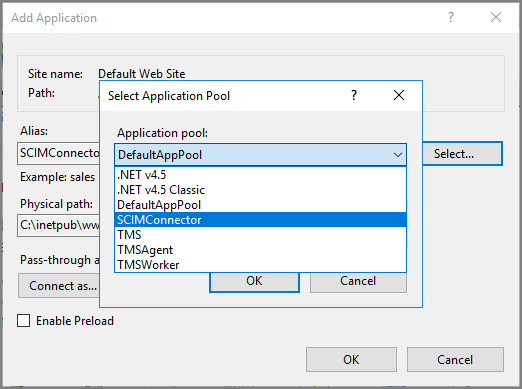 Add Application
Site name: Default Web Site
Path:
Alias:
SCIMConnector
Select...
Example: sales
Physical path:
C:\inetpub\ww
Pass-through a
Connect as...
Enable Preload
OK
Cancel
Select Application Pool
?
Application pool:
DefaultAppPool
.NET v4.5
.NET v4.5 Classic
DefaultAppPool
SCIMConnector
TMS
TMSAgent
TMSWorker
OK
Cancel